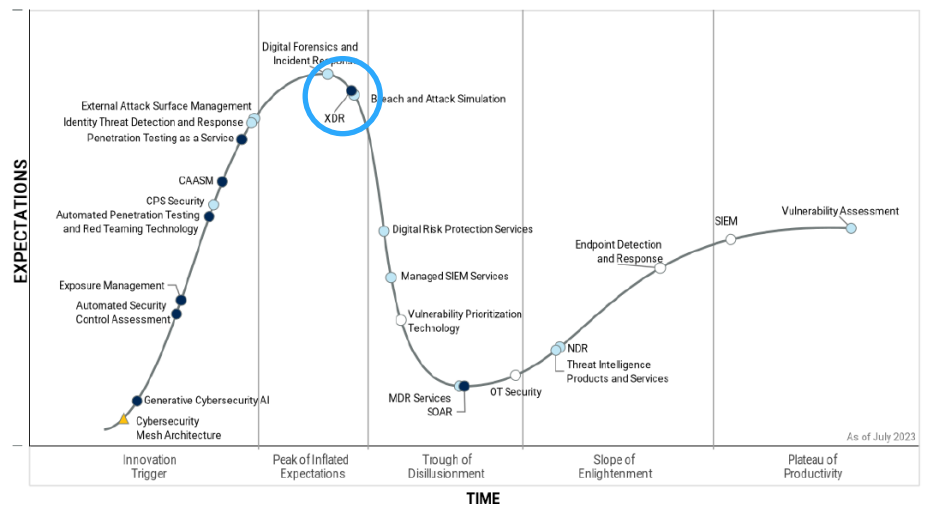 Digital Forensics and
Incident Response
External Attack Surface Management
Identity Threat Detection and Response
Penetration Testing as a Service
XDR
Breach and Attack Simulation
CAASM
CPS Security
Automated Penetration Testing
and Red Teaming Technology
Exposure Management
Automated Security
Control Assessment
Generative Cybersecurity AI
Cybersecurity
Mesh Architecture
Digital Risk Protection Services
Managed SIEM Services
Vulnerability Prioritization
Technology
MDR Services
SOAR
OT Security
NDR
Threat Intelligence
Products and Services
Endpoint Detection
and Response
SIEM
Vulnerability Assessment
EXPECTATIONS
As of July 2023
Innovation
Trigger
Peak of Inflated
Expectations
Trough of
Disillusionment
Slope of
Enlightenment
Plateau of
Productivity
TIME